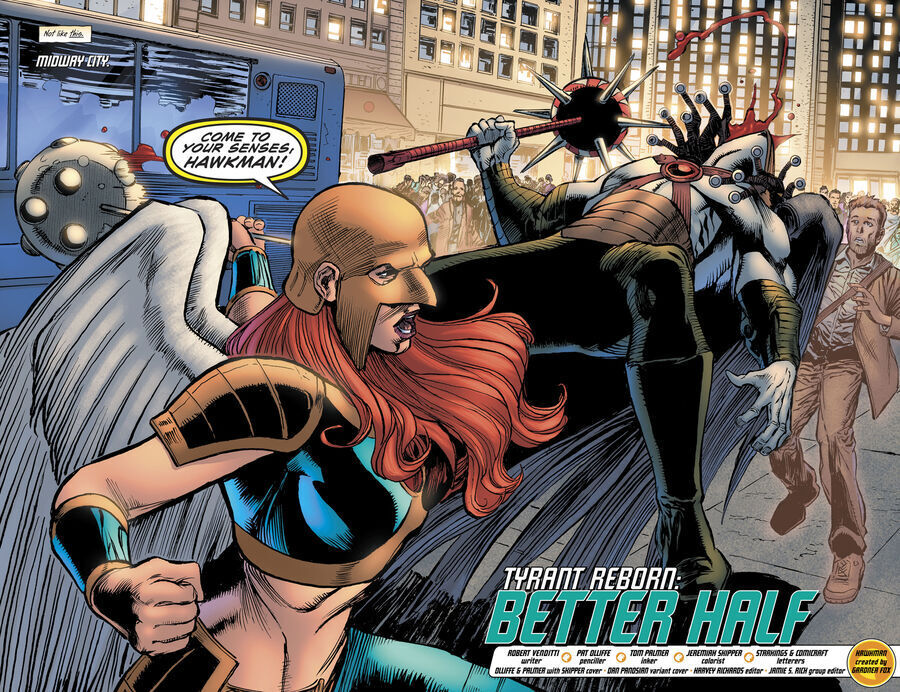 Not like this.
MIDWAY CITY.
COME TO
YOUR SENSES,
HAWKMAN!
TYRANT REBORN:
BETTER HALF
ROBERT VENDITTI
writer
PAT OLLIFFE
penciller
TOM PALMER
inker
JEREMIAH SKIPPER
colorist
STARKINGS & COMICRAFT
letterers
OLLIFFE & PALMER with SKIPPER cover - DAN PANOSIAN variant cover - HARVEY RICHARDS editor - JAMIE S. RICH group editor
HAWKMAN
created by
GARDNER FOX